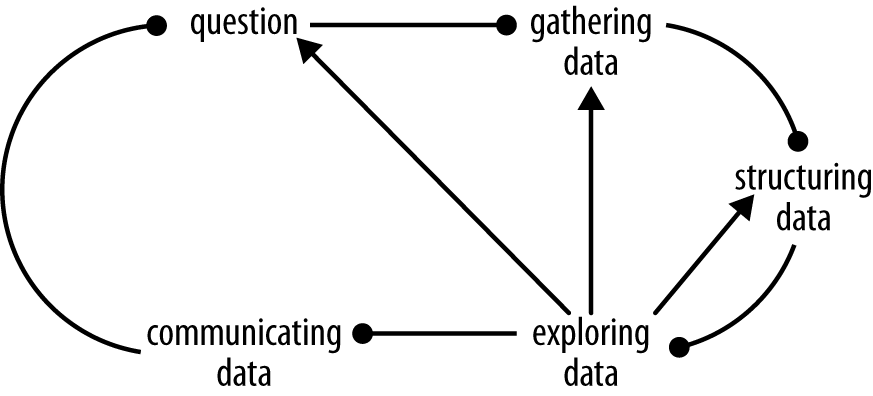 question
gathering
data
structuring
data
communicating
data
exploring
data